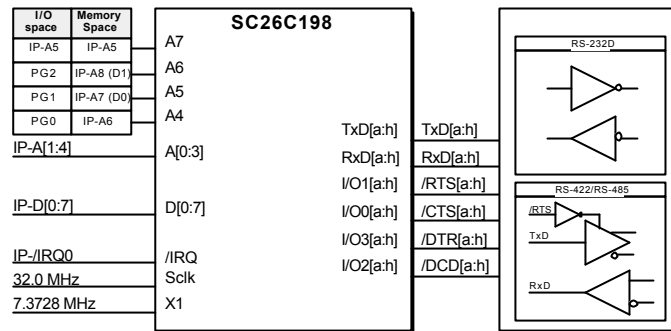 I/O space Memory Space
IP-A5 IP-A5
PG2 IP-A8 (D1)
PG1 IP-A7 (D0)
PG0 IP-A6
IP-A[1:4]
IP-D[0:7]
IP-/IRQ0
32.0 MHz
7.3728 MHz
SC26C198
A7
A6
A5
A4
A[0:3]
D[0:7]
/IRQ
Sclk
X1
TxD[a:h] TxD[a:h]
RxD[a:h] RxD[a:h]
I/O1[a:h] /RTS[a:h]
I/O0[a:h] /CTS[a:h]
I/O3[a:h] /DTR[a:h]
I/O2[a:h] /DCD[a:h]
RS-232D
RS-422/RS-485
/RTS
TxD
RxD